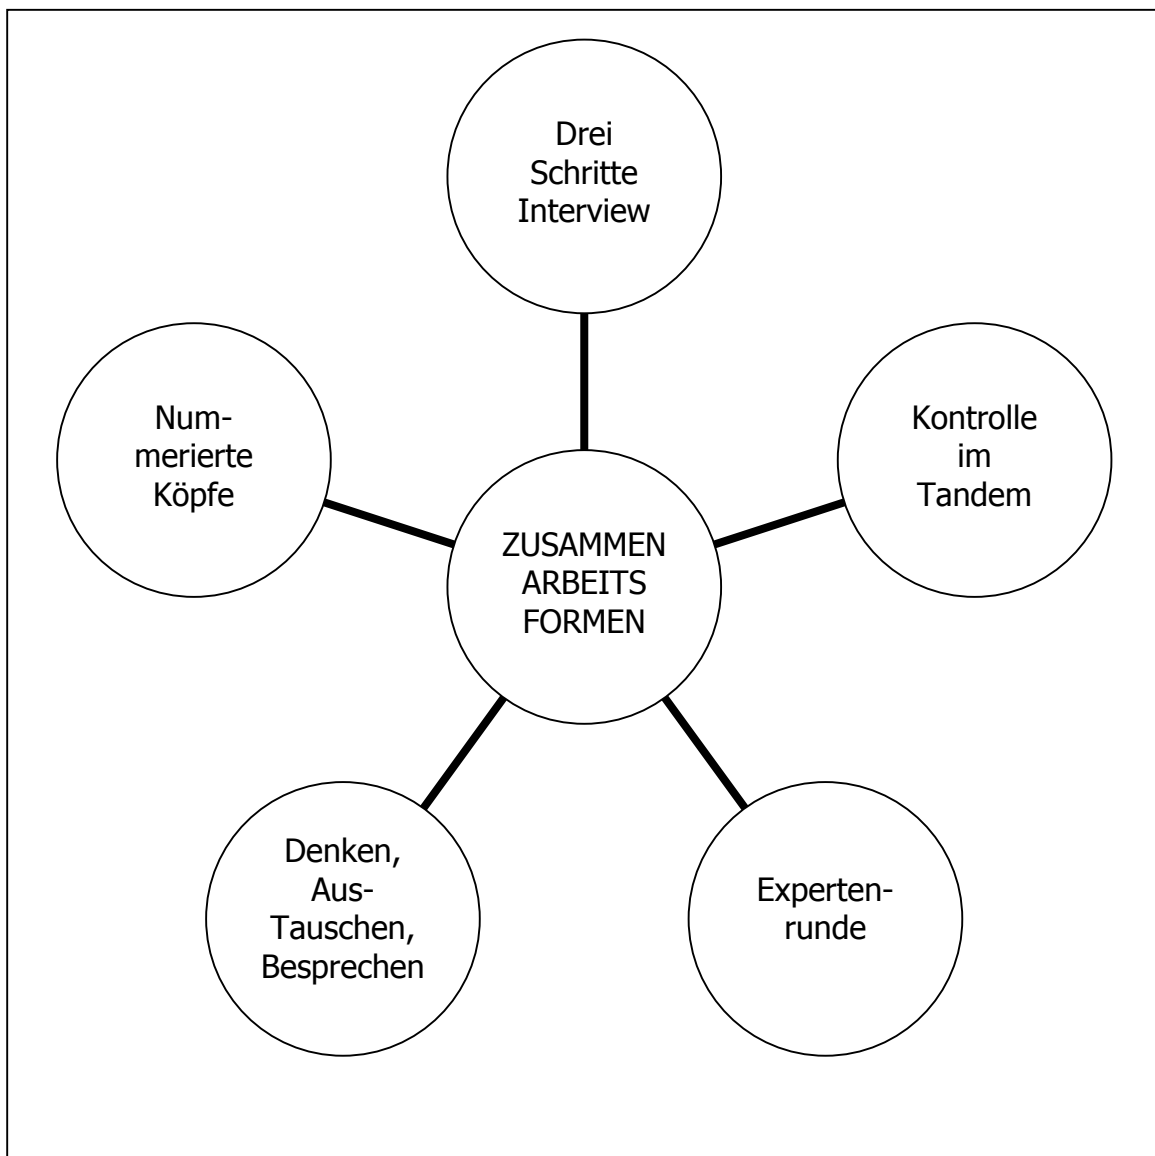 Drei
Schritte
Interview
Num-
merierte
Köpfe
Kontrolle
im
Tandem
ZUSAMMEN
ARBEITS
FORMEN
Denken,
Aus-
Tauschen,
Besprechen
Experten-
runde